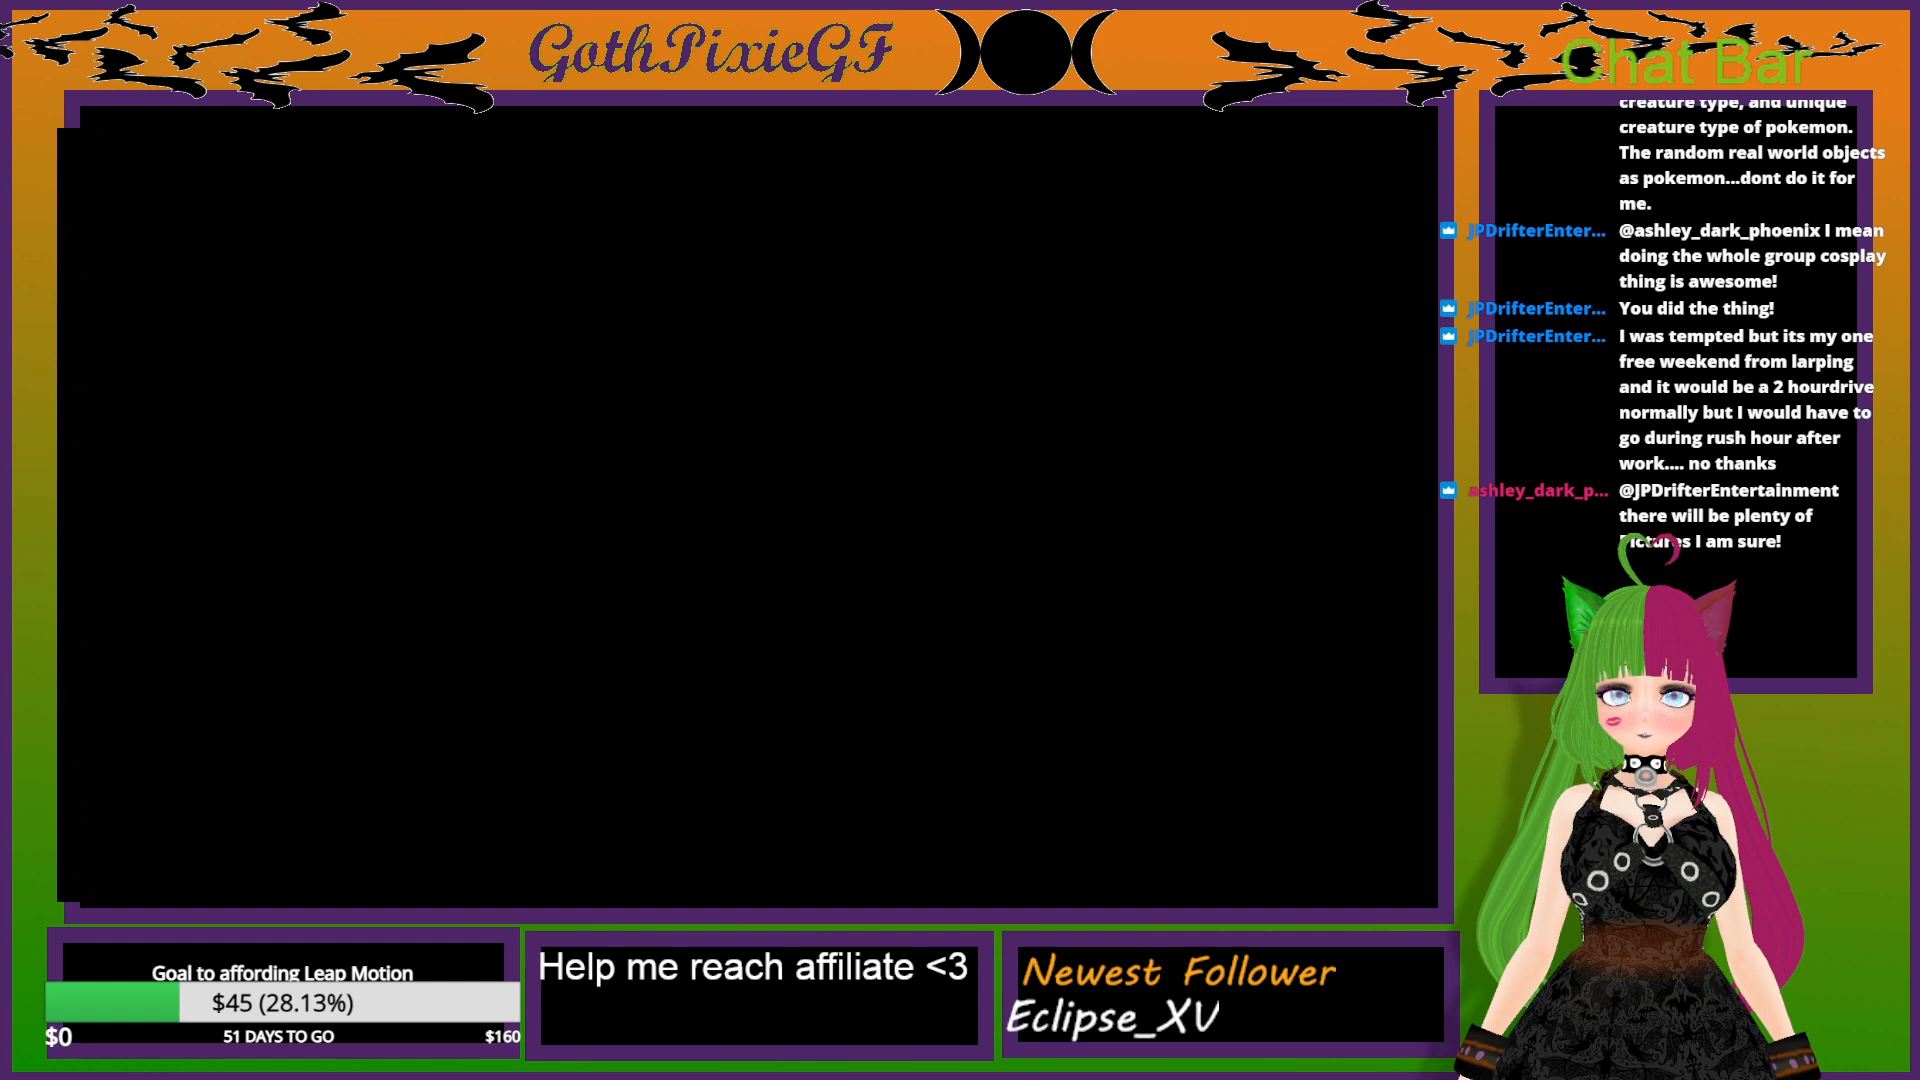 GothPixieGF
Chat Bar
creature type, and unique
creature type of pokemon.
The random real world objects
as pokemon...dont do it for
me.
JPDrifterEnter... @ashley_dark_phoenix I mean
doing the whole group cosplay
thing is awesome!
JPDrifterEnter... You did the thing!
JPDrifterEnter... I was tempted but its my one
free weekend from larping
and it would be a 2 hourdrive
normally but I would have to
go during rush hour after
work.... no thanks
ashley_dark_p... @JPDrifterEntertainment
there will be plenty of
Pictures I am sure!
Goal to affording Leap Motion
$45 (28.13%)
$0 51 DAYS TO GO $160
Help me reach affiliate <3
Newest Follower
Eclipse_XV